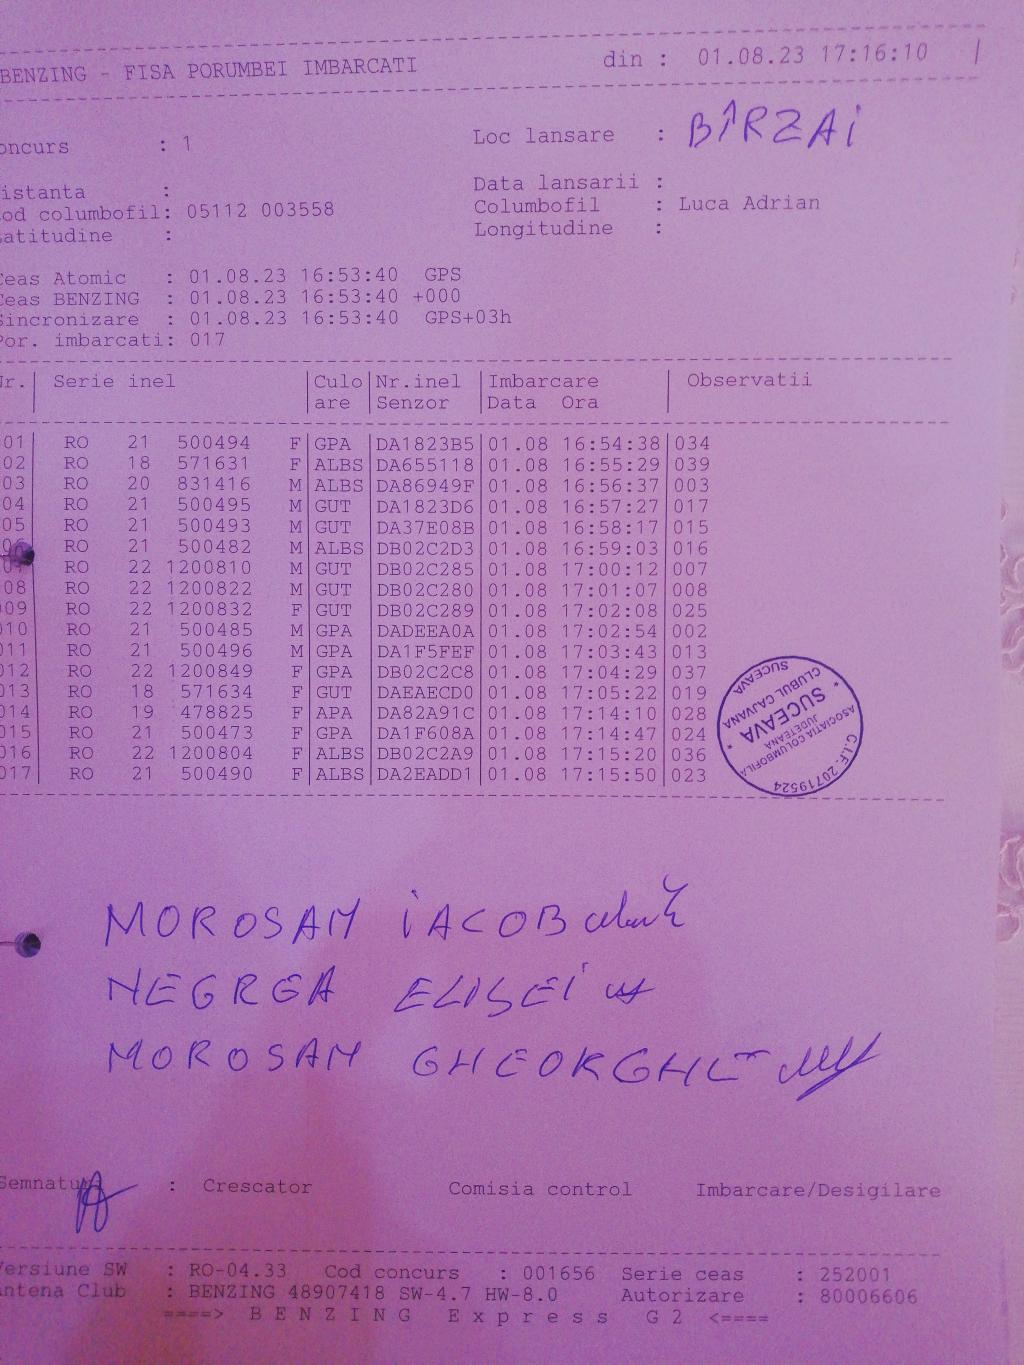 BENZING - FISA PORUMBEI IMBARCATI din : 01.08.23 17:16:10
oncurs : 1 Loc lansare : BÎRZAI
istanta : Data lansarii :
od columbofil: 05112 003558 Columbofil : Luca Adrian
atitudine : Longitudine :
Ceas Atomic : 01.08.23 16:53:40 GPS
Ceas BENZING : 01.08.23 16:53:40 +000
Sincronizare : 01.08.23 16:53:40 GPS+03h
Por. imbarcati: 017
Nr. Serie inel Culo Nr.inel Imbarcare Observatii
are Senzor Data Ora
01 RO 21 500494 F GPA DA1823B5 01.08 16:54:38 034
02 RO 18 571631 F ALBS DA655118 01.08 16:55:29 039
03 RO 20 831416 M ALBS DA86949F 01.08 16:56:37 003
04 RO 21 500495 M GUT DA1823D6 01.08 16:57:27 017
05 RO 21 500493 M GUT DA37E08B 01.08 16:58:17 015
06 RO 21 500482 M ALBS DB02C2D3 01.08 16:59:03 016
07 RO 22 1200810 M GUT DB02C285 01.08 17:00:12 007
08 RO 22 1200822 M GUT DB02C280 01.08 17:01:07 008
009 RO 22 1200832 F GUT DB02C289 01.08 17:02:08 025
010 RO 21 500485 M GPA DADEEA0A 01.08 17:02:54 002
011 RO 21 500496 M GPA DA1F5FEF 01.08 17:03:43 013
012 RO 22 1200849 F GPA DB02C2C8 01.08 17:04:29 037
013 RO 18 571634 F GUT DAEAECD0 01.08 17:05:22 019
014 RO 19 478825 F APA DA82A91C 01.08 17:14:10 028
015 RO 21 500473 F GPA DA1F608A 01.08 17:14:47 024
016 RO 22 1200804 F ALBS DB02C2A9 01.08 17:15:20 036
017 RO 21 500490 F ALBS DA2EADD1 01.08 17:15:50 023
ASOCIATIA COLUMBOFILA
JUDETEANA
SUCEAVA
CLUBUL CAJVANA
SUCEAVA
C.I.F. 20719524
MOROSAN IACOB
NEGREA ELISEI
MOROSAN GHEORGHE
Semnatura : Crescator Comisia control Imbarcare/Desigilare
Versiune SW : RO-04.33 Cod concurs : 001656 Serie ceas : 252001
Antena Club : BENZING 48907418 SW-4.7 HW-8.0 Autorizare : 80006606
====> B E N Z I N G E x p r e s s G 2 <====